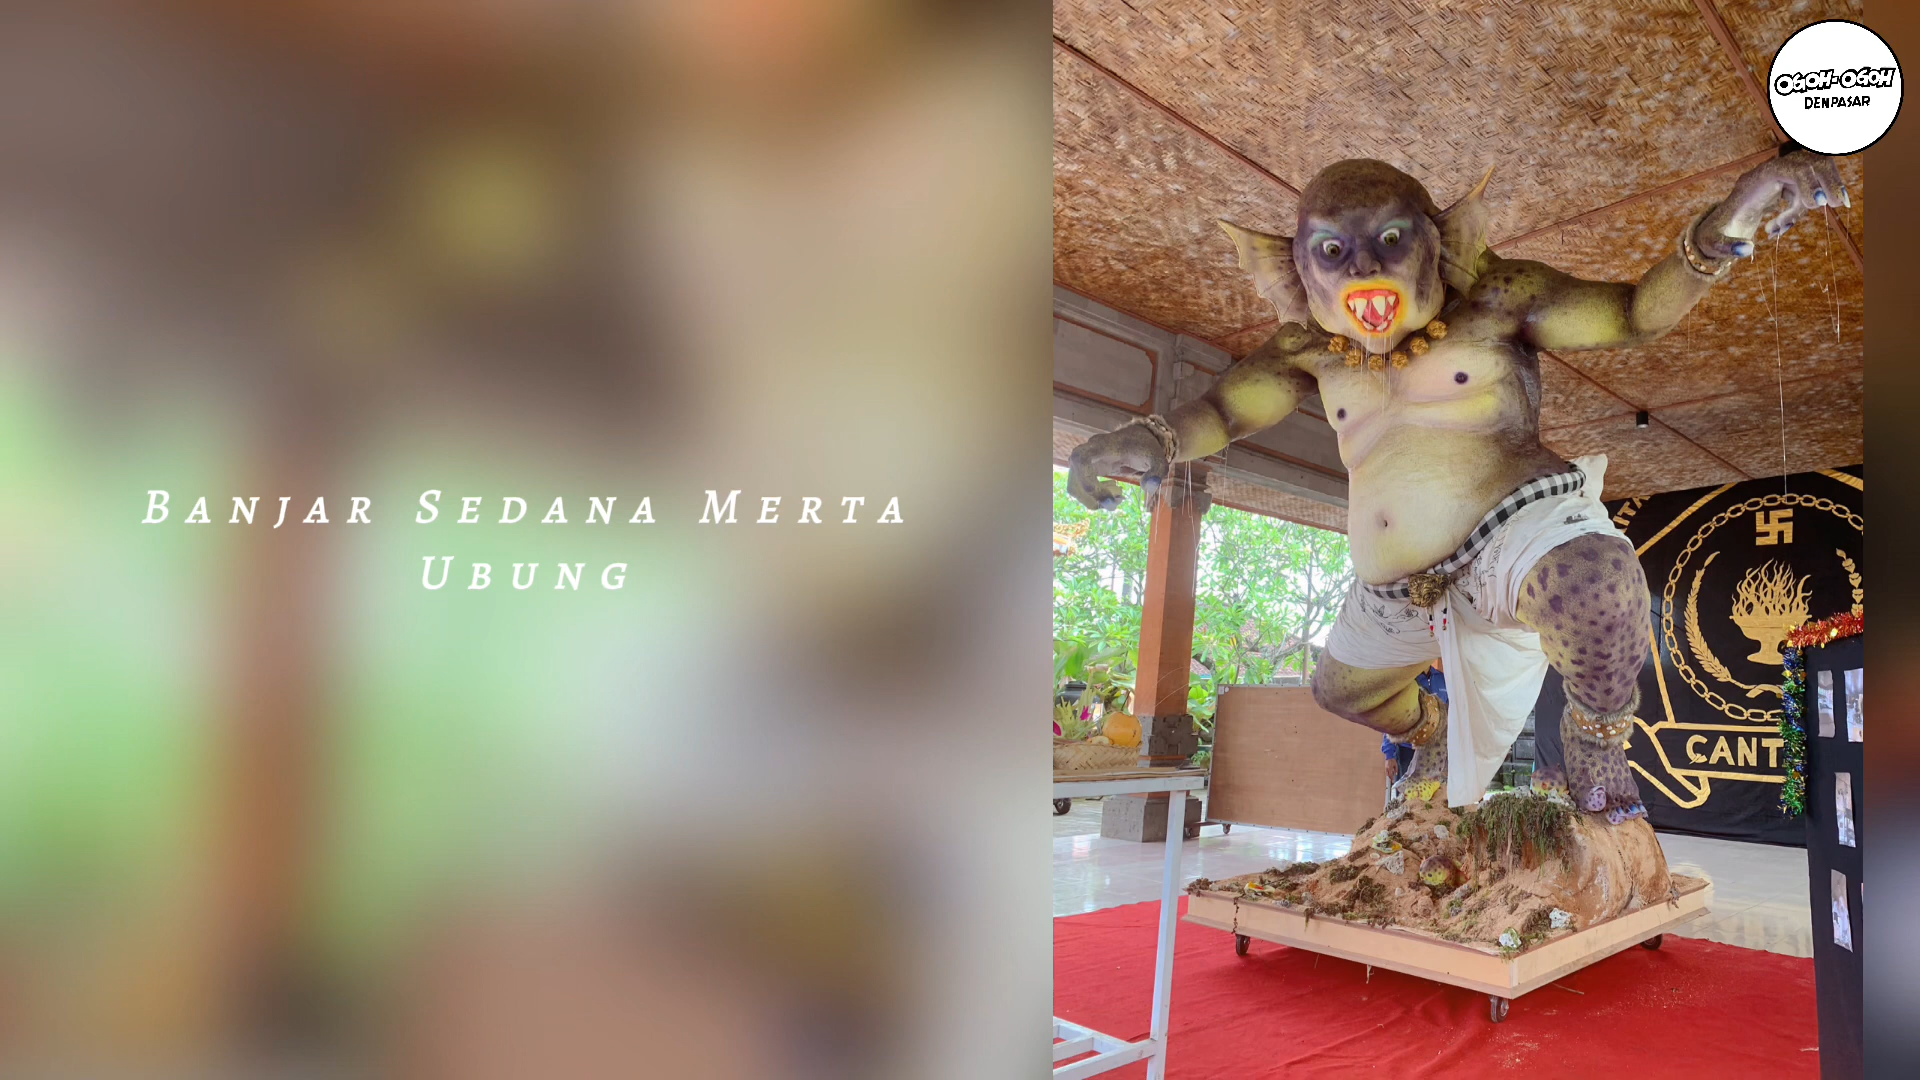 OGOH-OGOH
DENPASAR
BANJAR SEDANA MERTA
UBUNG
CANT